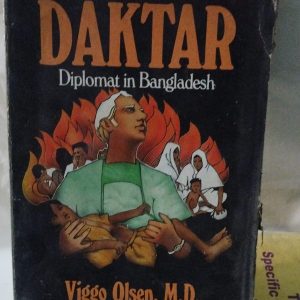 DAKTAR
Diplomat in Bangladesh
Viggo Olsen, M.D.
Specific